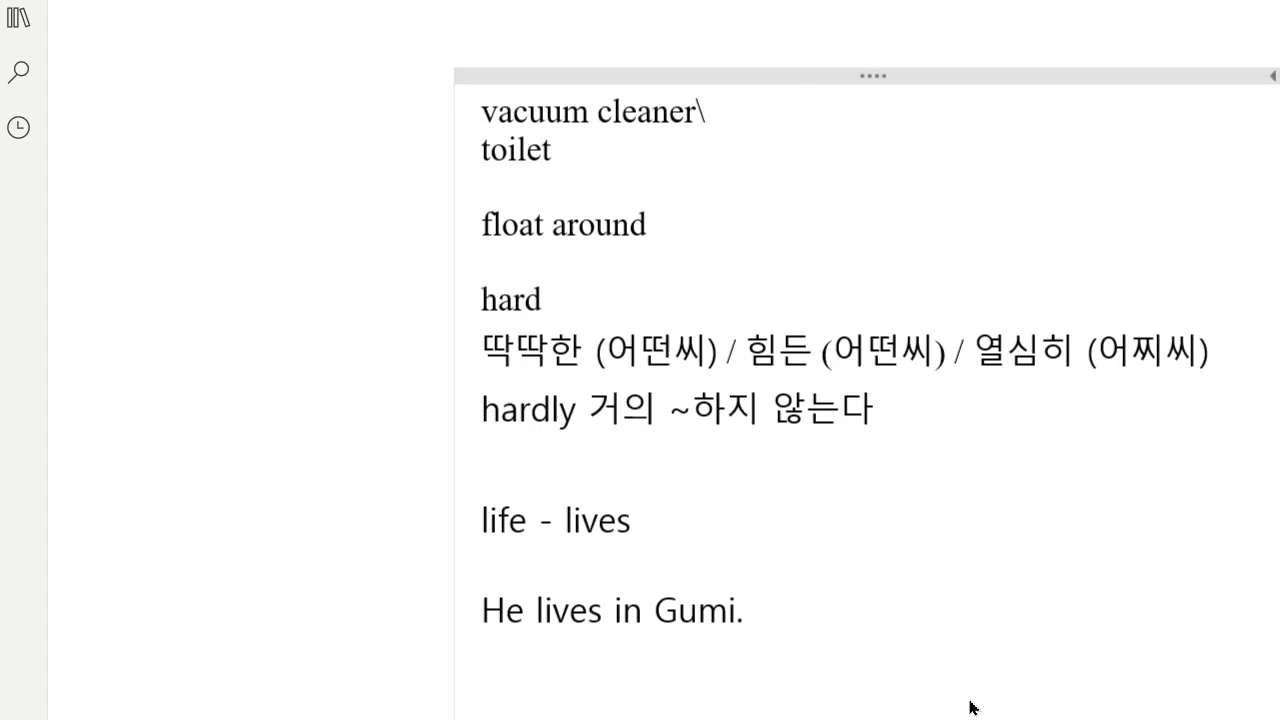 vacuum cleaner\
toilet
float around
hard
딱딱한 (어떤씨) / 힘든 (어떤씨) / 열심히 (어찌씨)
hardly 거의 ~하지 않는다
life - lives
He lives in Gumi.